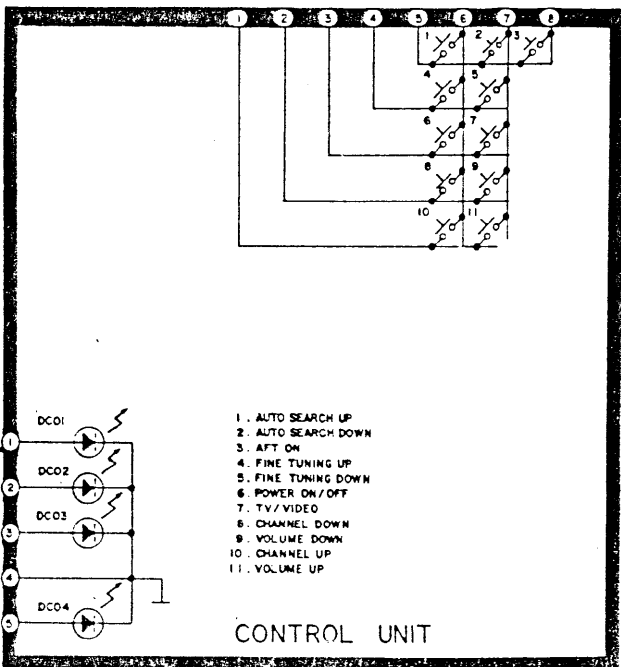 1 2 3 4 5 6 7 8
1 2 3
4 5
6 7
8 9
10 11
DC01
1
DC02
2
DC03
3
4
DC04
5
1. AUTO SEARCH UP
2. AUTO SEARCH DOWN
3. AFT ON
4. FINE TUNING UP
5. FINE TUNING DOWN
6. POWER ON/OFF
7. TV/VIDEO
8. CHANNEL DOWN
9. VOLUME DOWN
10. CHANNEL UP
11. VOLUME UP
CONTROL UNIT